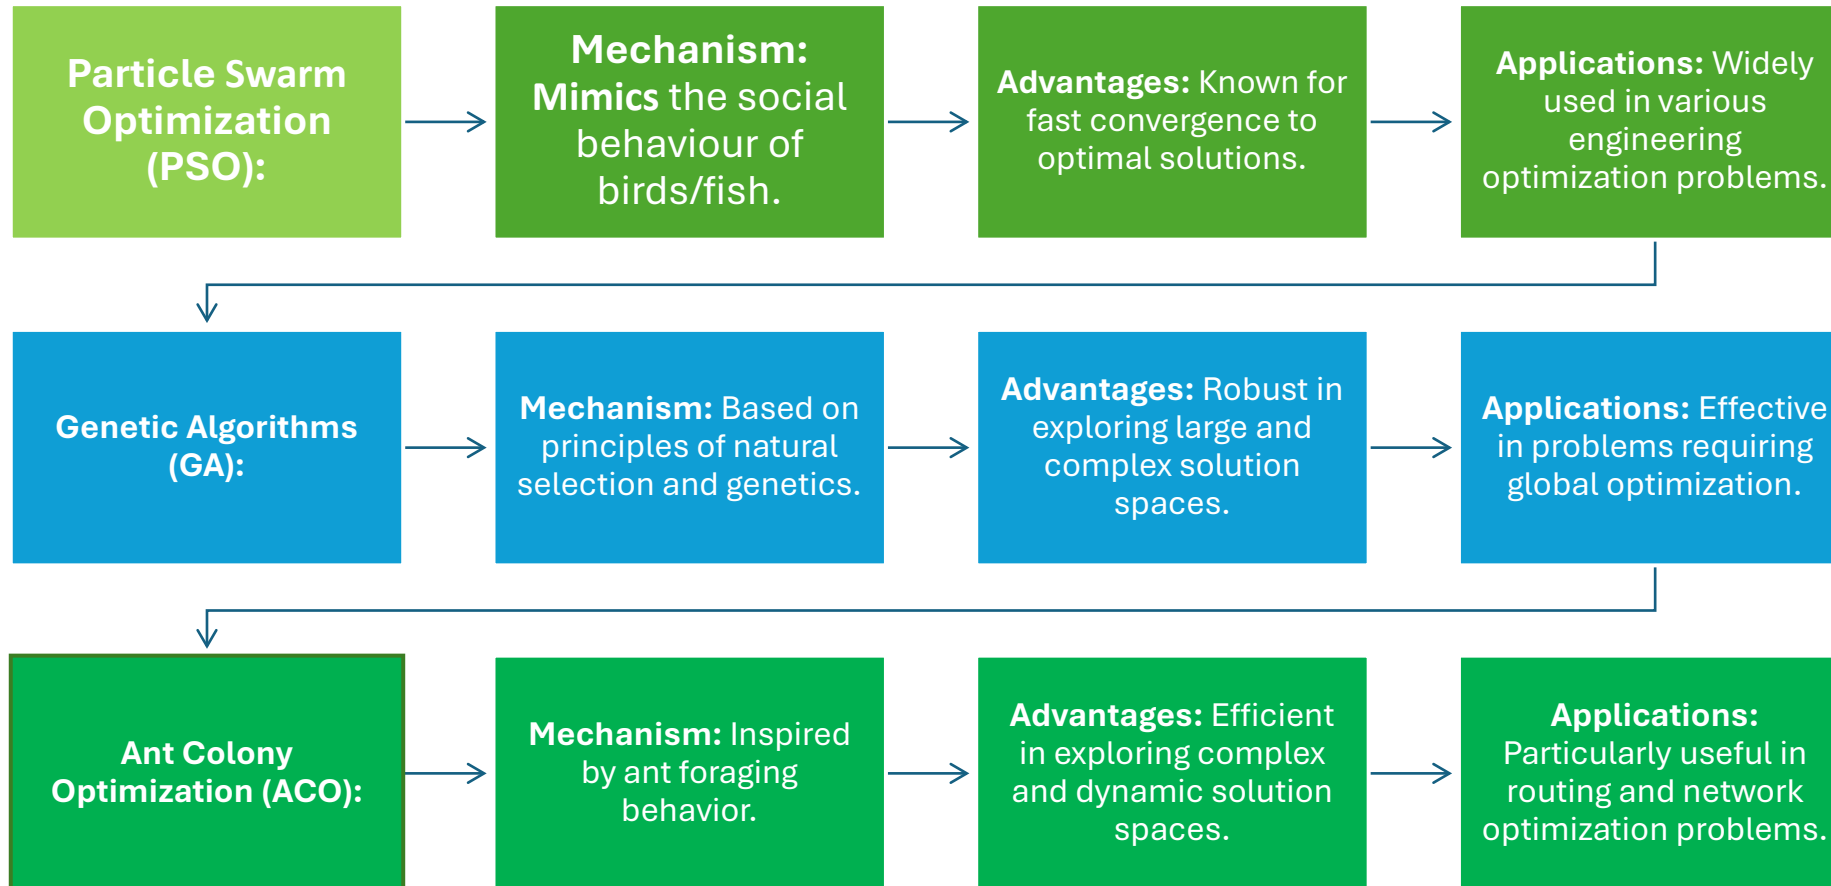 Particle Swarm
Optimization
(PSO):
Mechanism:
Mimics the social
behaviour of
birds/fish.
Advantages: Known for
fast convergence to
optimal solutions.
Applications: Widely
used in various
engineering
optimization problems.
Genetic Algorithms
(GA):
Mechanism: Based on
principles of natural
selection and genetics.
Advantages: Robust in
exploring large and
complex solution
spaces.
Applications: Effective
in problems requiring
global optimization.
Ant Colony
Optimization (ACO):
Mechanism: Inspired
by ant foraging
behavior.
Advantages: Efficient
in exploring complex
and dynamic solution
spaces.
Applications:
Particularly useful in
routing and network
optimization problems.